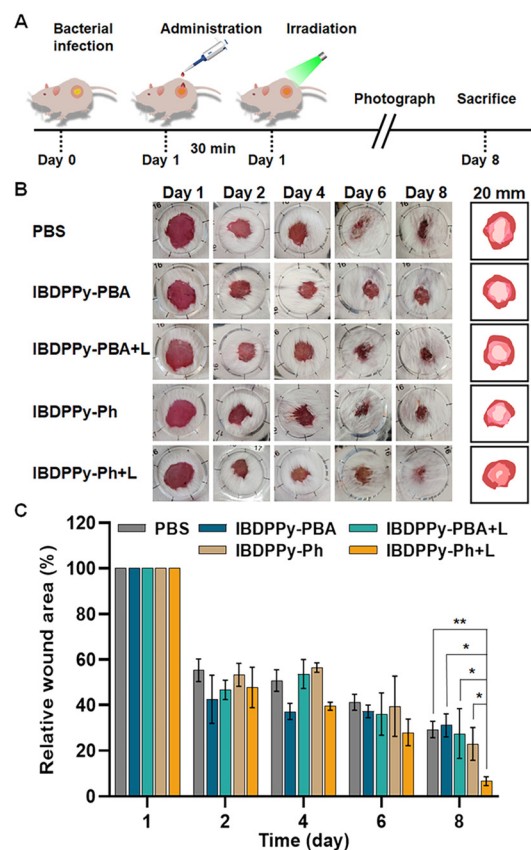 A
Bacterial infection
Administration
Irradiation
Photograph
Sacrifice
30 min
Day 0
Day 1
Day 1
Day 8
B
Day 1 Day 2 Day 4 Day 6 Day 8 20 mm
PBS
IBDPPy-PBA
IBDPPy-PBA+L
IBDPPy-Ph
IBDPPy-Ph+L
C
PBS IBDPPy-PBA IBDPPy-PBA+L
IBDPPy-Ph IBDPPy-Ph+L
Relative wound area (%)
120
100
80
60
40
20
0
**
*
*
*
1 2 4 6 8
Time (day)